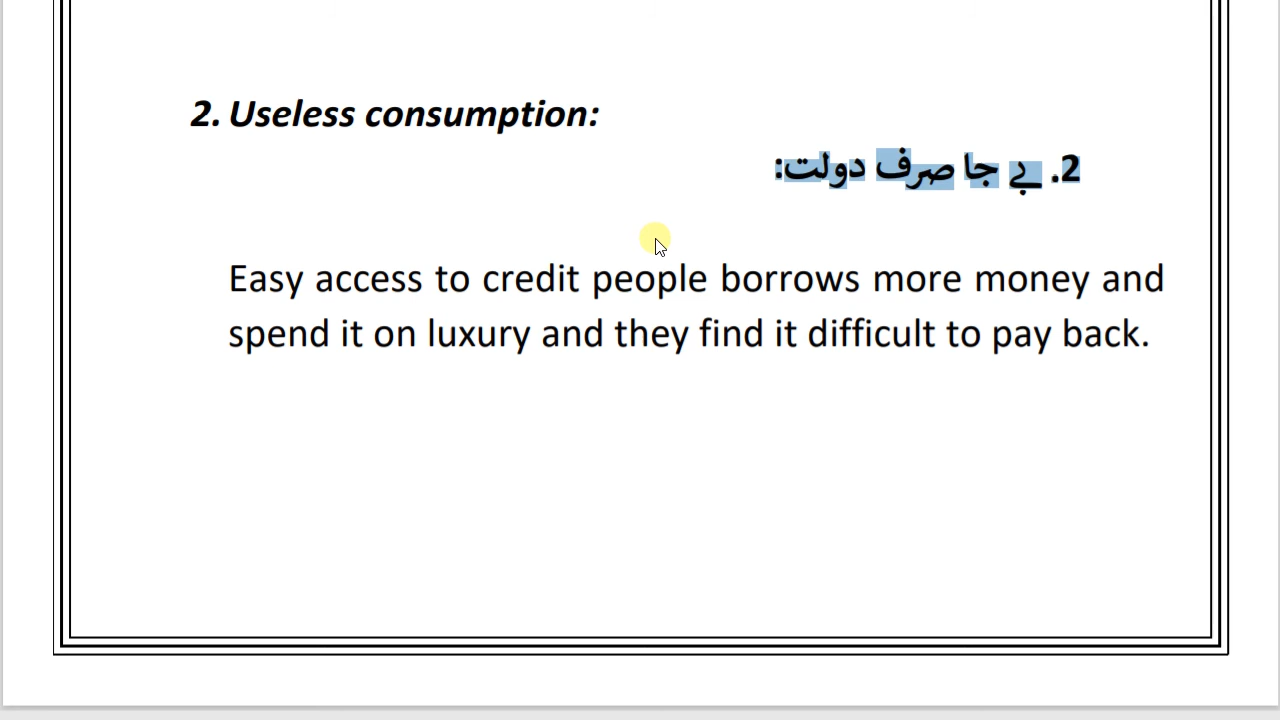 2. Useless consumption:
2. بے جا صرف دولت:
Easy access to credit people borrows more money and
spend it on luxury and they find it difficult to pay back.